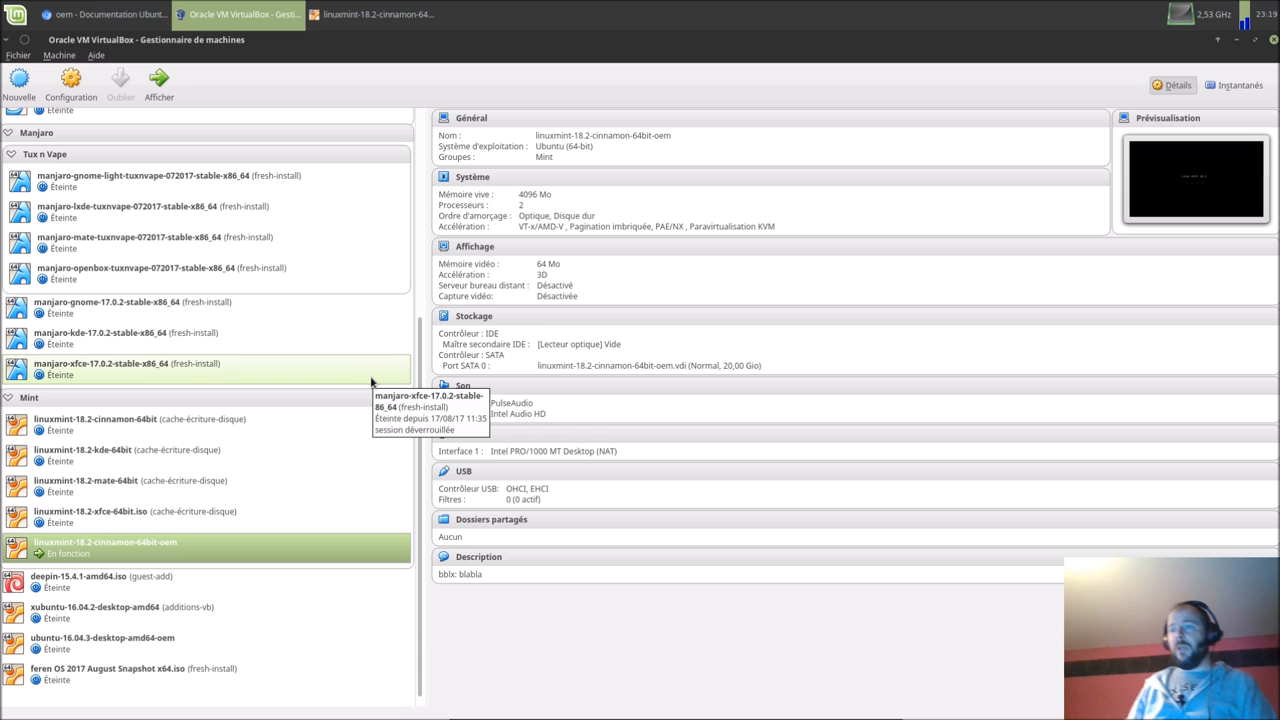 oem - Documentation Ubunt...
Oracle VM VirtualBox - Gesti...
linuxmint-18.2-cinnamon-64...
2,53 GHz
23:19
Oracle VM VirtualBox - Gestionnaire de machines
Fichier Machine Aide
Nouvelle Configuration Oublier Afficher
Détails Instantanés
Éteinte
Manjaro
Tux n Vape
manjaro-gnome-light-tuxnvape-072017-stable-x86_64 (fresh-install)
Éteinte
manjaro-lxde-tuxnvape-072017-stable-x86_64 (fresh-install)
Éteinte
manjaro-mate-tuxnvape-072017-stable-x86_64 (fresh-install)
Éteinte
manjaro-openbox-tuxnvape-072017-stable-x86_64 (fresh-install)
Éteinte
manjaro-gnome-17.0.2-stable-x86_64 (fresh-install)
Éteinte
manjaro-kde-17.0.2-stable-x86_64 (fresh-install)
Éteinte
manjaro-xfce-17.0.2-stable-x86_64 (fresh-install)
Éteinte
manjaro-xfce-17.0.2-stable-
86_64 (fresh-install)
Éteinte depuis 17/08/17 11:35
session déverrouillée
Mint
linuxmint-18.2-cinnamon-64bit (cache-écriture-disque)
Éteinte
linuxmint-18.2-kde-64bit (cache-écriture-disque)
Éteinte
linuxmint-18.2-mate-64bit (cache-écriture-disque)
Éteinte
linuxmint-18.2-xfce-64bit.iso (cache-écriture-disque)
Éteinte
linuxmint-18.2-cinnamon-64bit-oem
En fonction
deepin-15.4.1-amd64.iso (guest-add)
Éteinte
xubuntu-16.04.2-desktop-amd64 (additions-vb)
Éteinte
ubuntu-16.04.3-desktop-amd64-oem
Éteinte
feren OS 2017 August Snapshot x64.iso (fresh-install)
Éteinte
Général
Nom : linuxmint-18.2-cinnamon-64bit-oem
Système d'exploitation : Ubuntu (64-bit)
Groupes : Mint
Système
Mémoire vive : 4096 Mo
Processeurs : 2
Ordre d'amorçage : Optique, Disque dur
Accélération : VT-x/AMD-V , Pagination imbriquée, PAE/NX , Paravirtualisation KVM
Affichage
Mémoire vidéo : 64 Mo
Accélération : 3D
Serveur bureau distant : Désactivé
Capture vidéo: Désactivée
Stockage
Contrôleur : IDE
Maître secondaire IDE : [Lecteur optique] Vide
Contrôleur : SATA
Port SATA 0 : linuxmint-18.2-cinnamon-64bit-oem.vdi (Normal, 20,00 Gio)
Son
PulseAudio
Intel Audio HD
Interface 1 : Intel PRO/1000 MT Desktop (NAT)
USB
Contrôleur USB: OHCI, EHCI
Filtres : 0 (0 actif)
Dossiers partagés
Aucun
Description
bblx: blabla
Prévisualisation